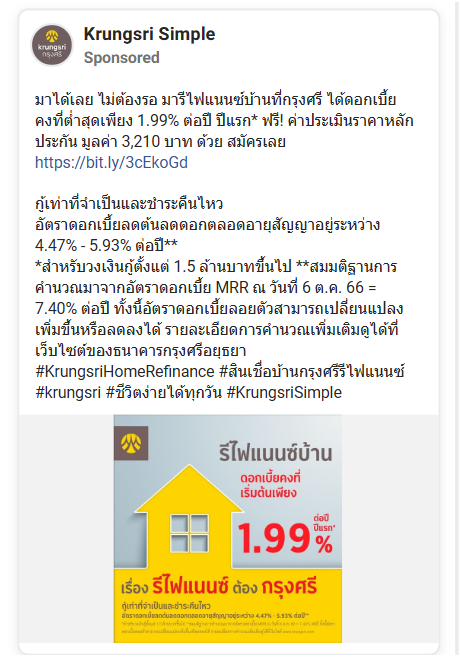 Krungsri Simple
krungsri
กรุงศรี
Sponsored
มาได้เลย ไม่ต้องรอ มารีไฟแนนซ์บ้านที่กรุงศรี ได้ดอกเบี้ย
คงที่ต่ำสุดเพียง 1.99% ต่อปี ปีแรก* ฟรี! ค่าประเมินราคาหลัก
ประกัน มูลค่า 3,210 บาท ด้วย สมัครเลย
https://bit.ly/3cEkoGd
กู้เท่าที่จำเป็นและชำระคืนไหว
อัตราดอกเบี้ยลดต้นลดดอกตลอดอายุสัญญาอยู่ระหว่าง
4.47% - 5.93% ต่อปี**
*สำหรับวงเงินกู้ตั้งแต่ 1.5 ล้านบาทขึ้นไป **สมมติฐานการ
คำนวณมาจากอัตราดอกเบี้ย MRR ณ วันที่ 6 ต.ค. 66 =
7.40% ต่อปี ทั้งนี้อัตราดอกเบี้ยลอยตัวสามารถเปลี่ยนแปลง
เพิ่มขึ้นหรือลดลงได้ รายละเอียดการคำนวณเพิ่มเติมดูได้ที่
เว็บไซต์ของธนาคารกรุงศรีอยุธยา
#KrungsriHomeRefinance #สินเชื่อบ้านกรุงศรีรีไฟแนนซ์
#krungsri #ชีวิตง่ายได้ทุกวัน #KrungsriSimple
รีไฟแนนซ์บ้าน
ดอกเบี้ยคงที่
เริ่มต้นเพียง
1.99%
ต่อปี
ปีแรก*
เรื่อง รีไฟแนนซ์ ต้อง กรุงศรี
กู้เท่าที่จำเป็นและชำระคืนไหว
อัตราดอกเบี้ยลดต้นลดดอกตลอดอายุสัญญาอยู่ระหว่าง 4.47% - 5.93% ต่อปี**